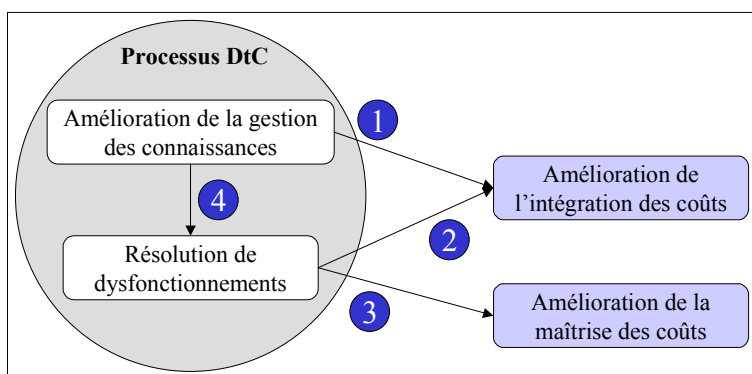 Processus DtC
Amélioration de la gestion
des connaissances
1
4
Résolution de
dysfonctionnements
2
3
Amélioration de
l’intégration des coûts
Amélioration de la
maîtrise des coûts